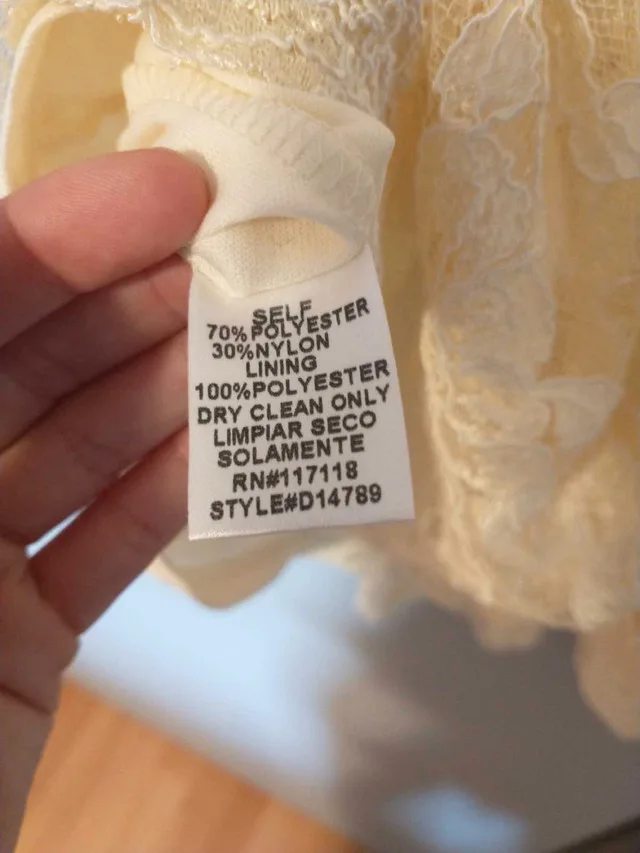 SELF
70% POLYESTER
30%NYLON
LINING
100%POLYESTER
DRY CLEAN ONLY
LIMPIAR SECO
SOLAMENTE
RN#117118
STYLE#D14789